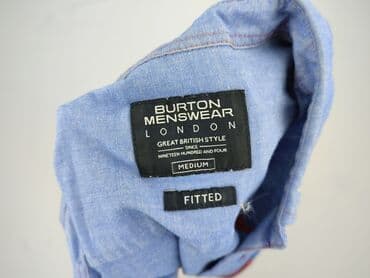 BURTON
MENSWEAR
LONDON
GREAT BRITISH STYLE
SINCE
NINETEEN HUNDRED AND FOUR
MEDIUM
FITTED